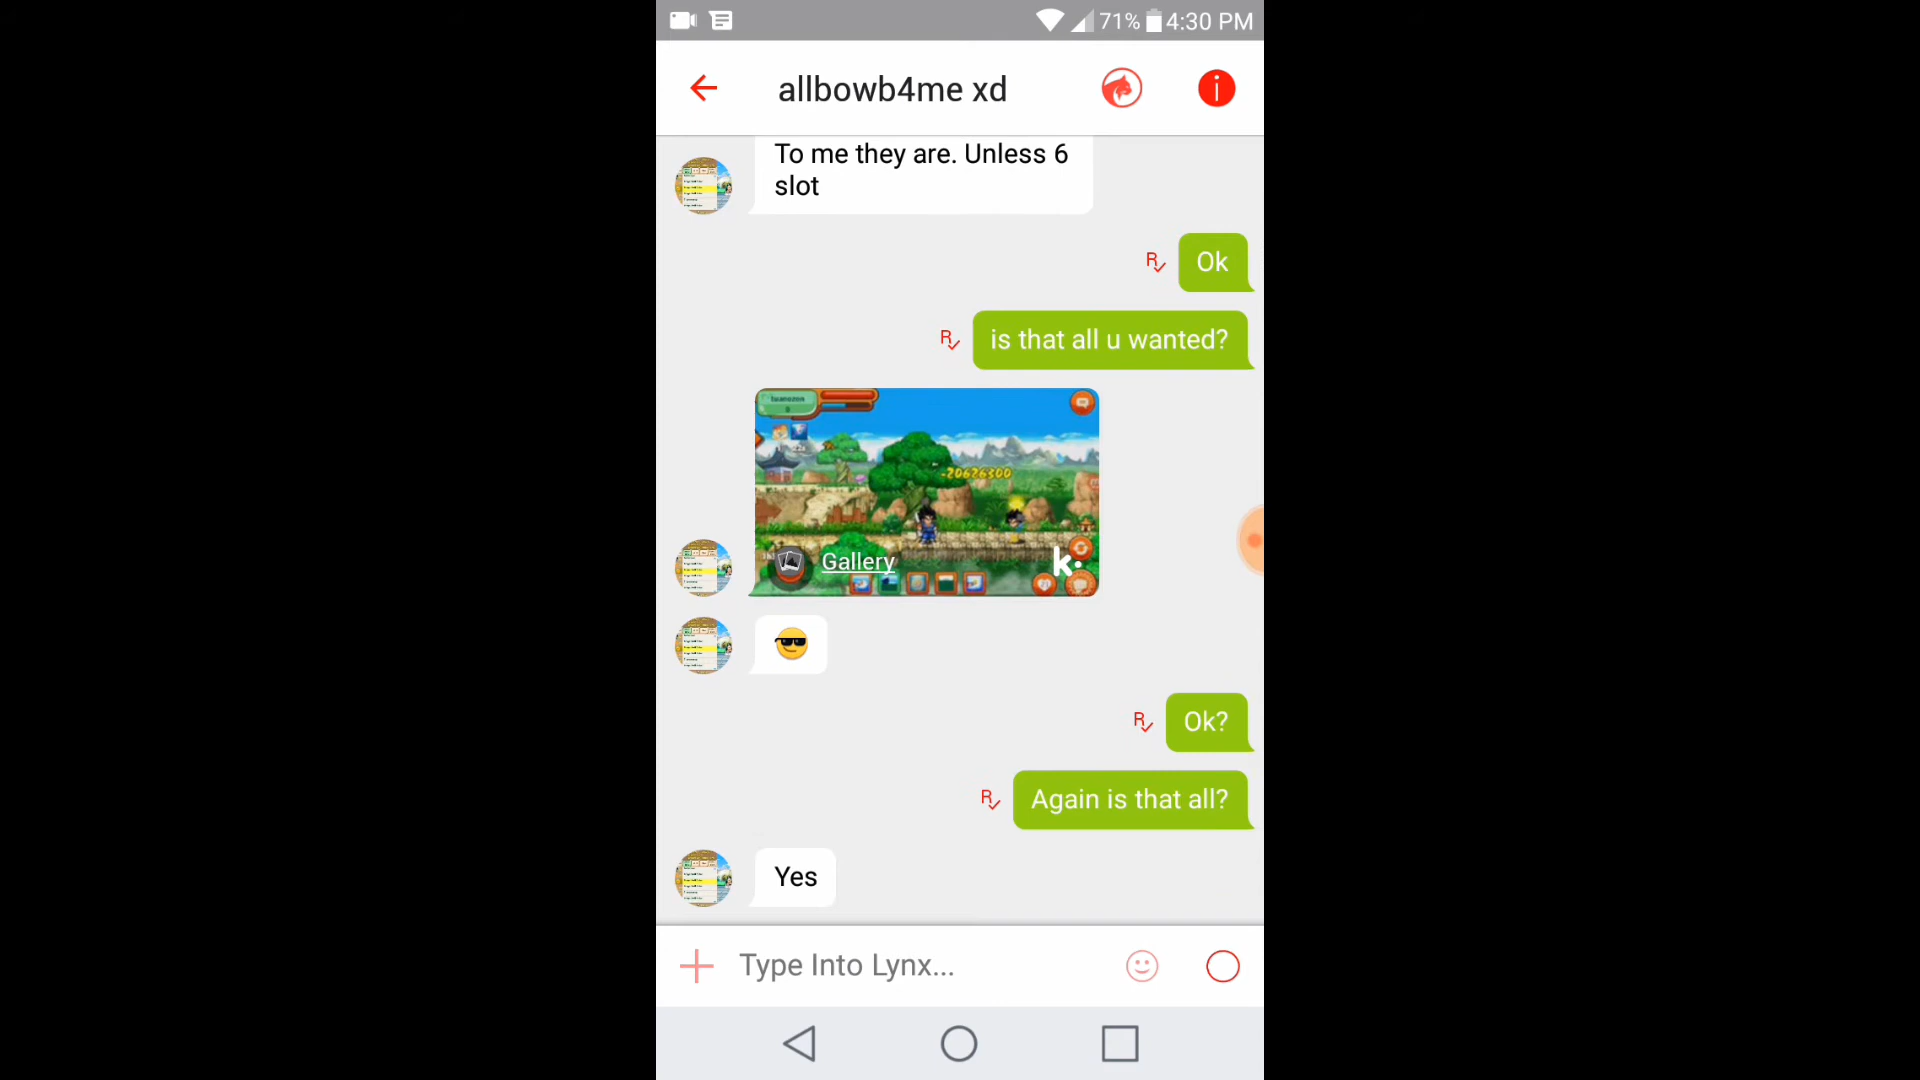 71% 4:30 PM
allbowb4me xd
To me they are. Unless 6
slot
R Ok
R is that all u wanted?
-20626300
Gallery
k
R Ok?
R Again is that all?
Yes
Type Into Lynx...